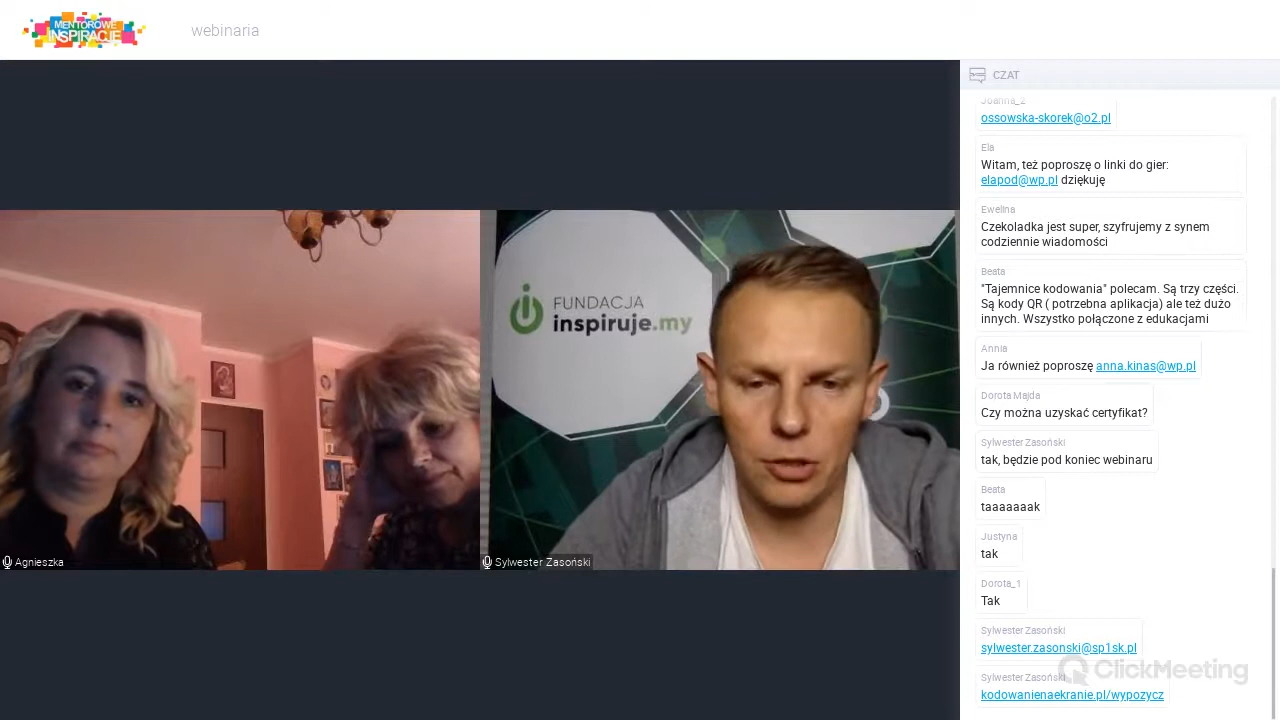 MENTOROWE
INSPIRACJE
webinaria
FUNDACJA
inspiruje.my
Agnieszka
Sylwester Zasoński
CZAT
Joanna_2
ossowska-skorek@o2.pl
Ela
Witam, też poproszę o linki do gier:
elapod@wp.pl dziękuję
Ewelina
Czekoladka jest super, szyfrujemy z synem
codziennie wiadomości
Beata
"Tajemnice kodowania" polecam. Są trzy części.
Są kody QR ( potrzebna aplikacja) ale też dużo
innych. Wszystko połączone z edukacjami
Annia
Ja również poproszę anna.kinas@wp.pl
Dorota Majda
Czy można uzyskać certyfikat?
Sylwester Zasoński
tak, będzie pod koniec webinaru
Beata
taaaaaaak
Justyna
tak
Dorota_1
Tak
Sylwester Zasoński
sylwester.zasonski@sp1sk.pl
Sylwester Zasoński
kodowanienaekranie.pl/wypozycz
ClickMeeting